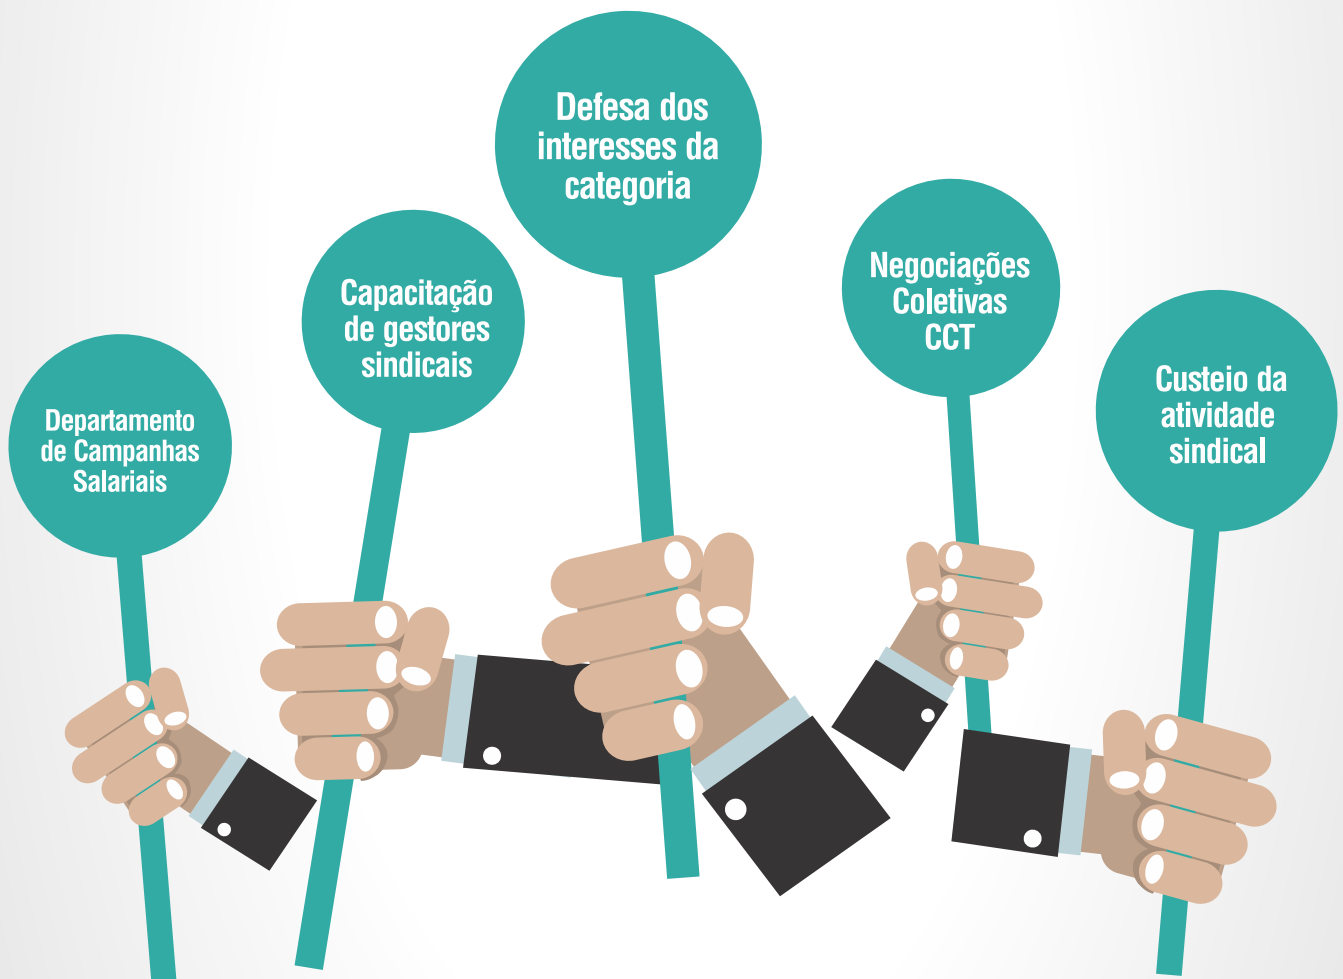 Departamento
de Campanhas
Salariais
Capacitação
de gestores
sindicais
Defesa dos
interesses da
categoria
Negociações
Coletivas
CCT
Custeio da
atividade
sindical